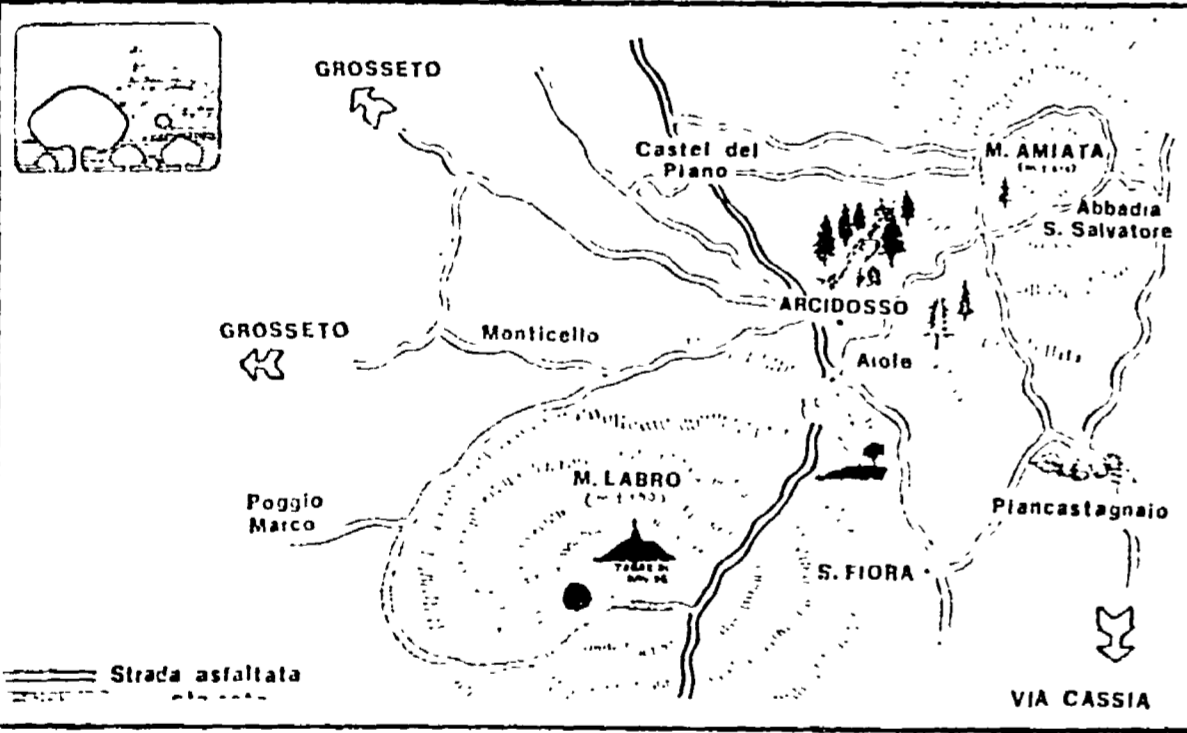 GROSSETO
Castel del
Piano
M. AMIATA
Abbadia
S. Salvatore
ARCIDOSSO
GROSSETO
Monticello
Aiole
M. LABRO
Poggio
Marco
Piancastagnaio
S. FIORA
Strada asfaltata
VIA CASSIA